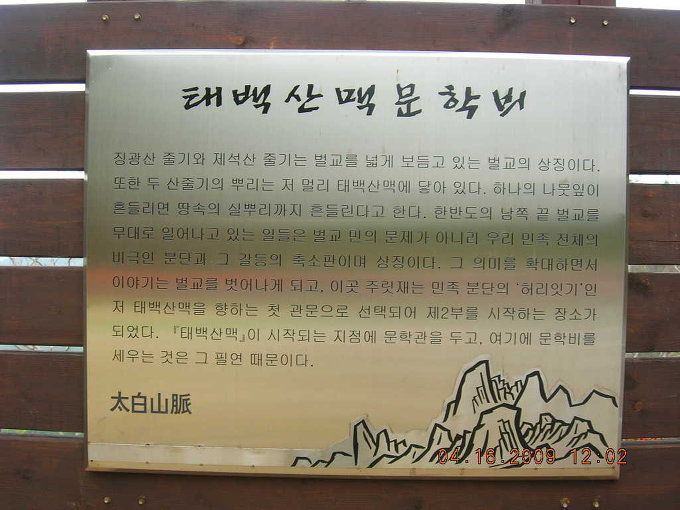 태백산맥문학비
징광산 줄기와 제석산 줄기는 벌교를 넓게 보듬고 있는 벌교의 상징이다.
또한 두 산줄기의 뿌리는 저 멀리 태백산맥에 닿아 있다. 하나의 나뭇잎이
흔들리면 땅속의 실뿌리까지 흔들린다고 한다. 한반도의 남쪽 끝 벌교를
무대로 일어나고 있는 일들은 벌교 만의 문제가 아니라 우리 민족 전체의
비극인 분단과 그 갈등의 축소판이며 상징이다. 그 의미를 확대하면서
이야기는 벌교를 벗어나게 되고, 이곳 주릿재는 민족 분단의 '허리잇기'인
저 태백산맥을 향하는 첫 관문으로 선택되어 제2부를 시작하는 장소가
되었다. 『태백산맥』이 시작되는 지점에 문학관을 두고, 여기에 문학비를
세우는 것은 그 필연 때문이다.
太白山脈
04.16.2009 12:02